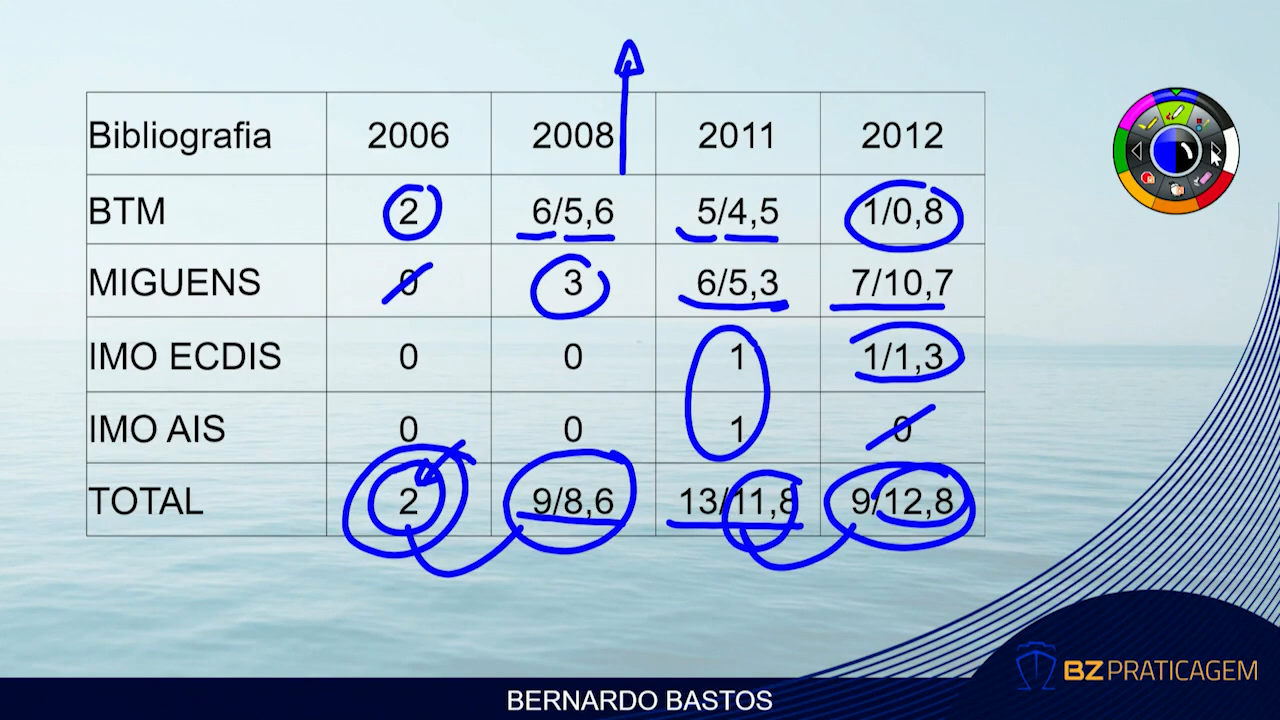 Bibliografia 2006 2008 2011 2012
BTM 2 6/5,6 5/4,5 1/0,8
MIGUENS 0 3 6/5,3 7/10,7
IMO ECDIS 0 0 1 1/1,3
IMO AIS 0 0 1 0
TOTAL 2 9/8,6 13/11,8 9/12,8
BZPRATICAGEM
BERNARDO BASTOS